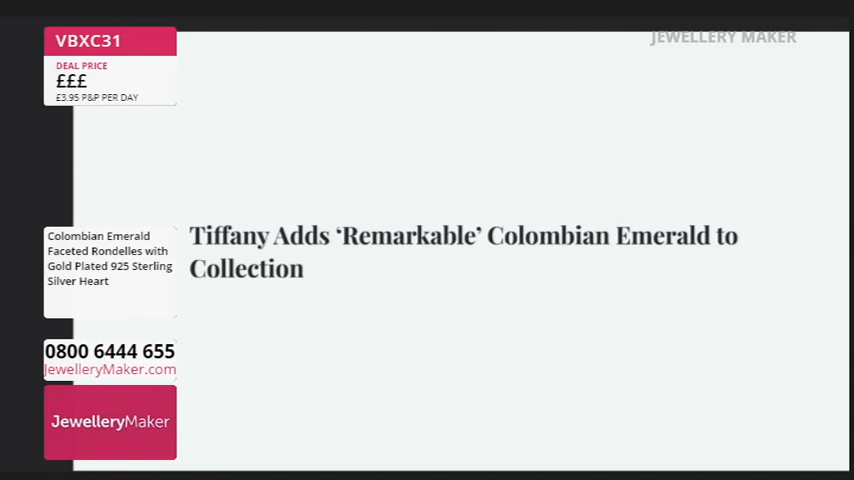 VBXC31
JEWELLERY MAKER
DEAL PRICE
£££
£3.95 P&P PER DAY
Colombian Emerald
Faceted Rondelles with
Gold Plated 925 Sterling
Silver Heart
Tiffany Adds ‘Remarkable’ Colombian Emerald to
Collection
0800 6444 655
JewelleryMaker.com
JewelleryMaker